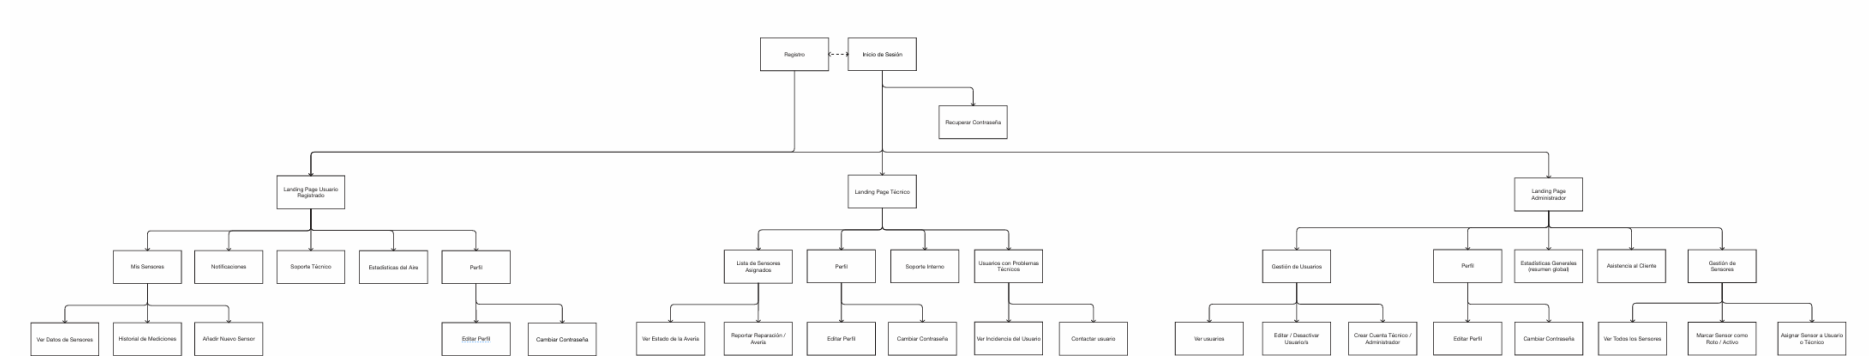 Registro
Inicio de Sesión
Recuperar Contraseña
Landing Page Usuario
Registrado
Landing Page Técnico
Landing Page
Administrador
Mis Sensores
Notificaciones
Soporte Técnico
Estadísticas del Aire
Perfil
Lista de Sensores
Asignados
Perfil
Soporte Interno
Usuarios con Problemas
Técnicos
Gestión de Usuarios
Perfil
Estadísticas Generales
(resumen global)
Asistencia al Cliente
Gestión de
Sensores
Ver Datos de Sensores
Historial de Mediciones
Añadir Nuevo Sensor
Editar Perfil
Cambiar Contraseña
Ver Estado de la Avería
Reportar Reparación /
Avería
Editar Perfil
Cambiar Contraseña
Ver Incidencia del Usuario
Contactar usuario
Ver usuarios
Editar / Desactivar
Usuario/s
Crear Cuenta Técnico /
Administrador
Editar Perfil
Cambiar Contraseña
Ver Todos los Sensores
Marcar Sensor como
Roto / Activo
Asignar Sensor a Usuario
o Técnico